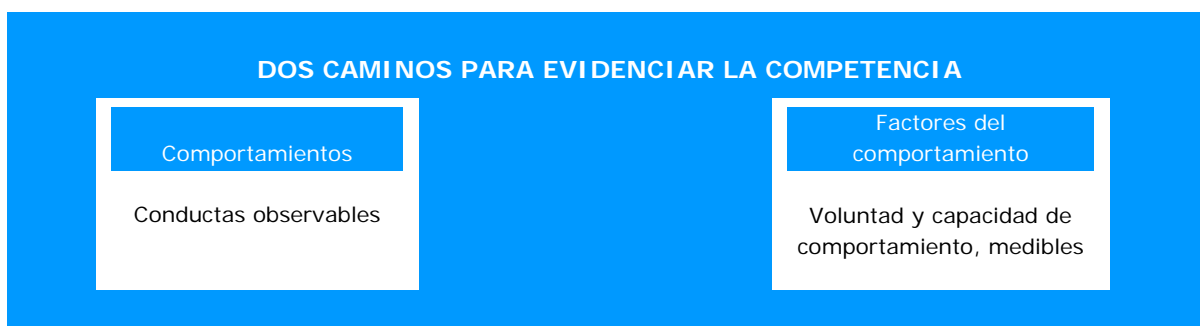 DOS CAMINOS PARA EVIDENCIAR LA COMPETENCIA
Comportamientos
Conductas observables
Factores del
comportamiento
Voluntad y capacidad de
comportamiento, medibles